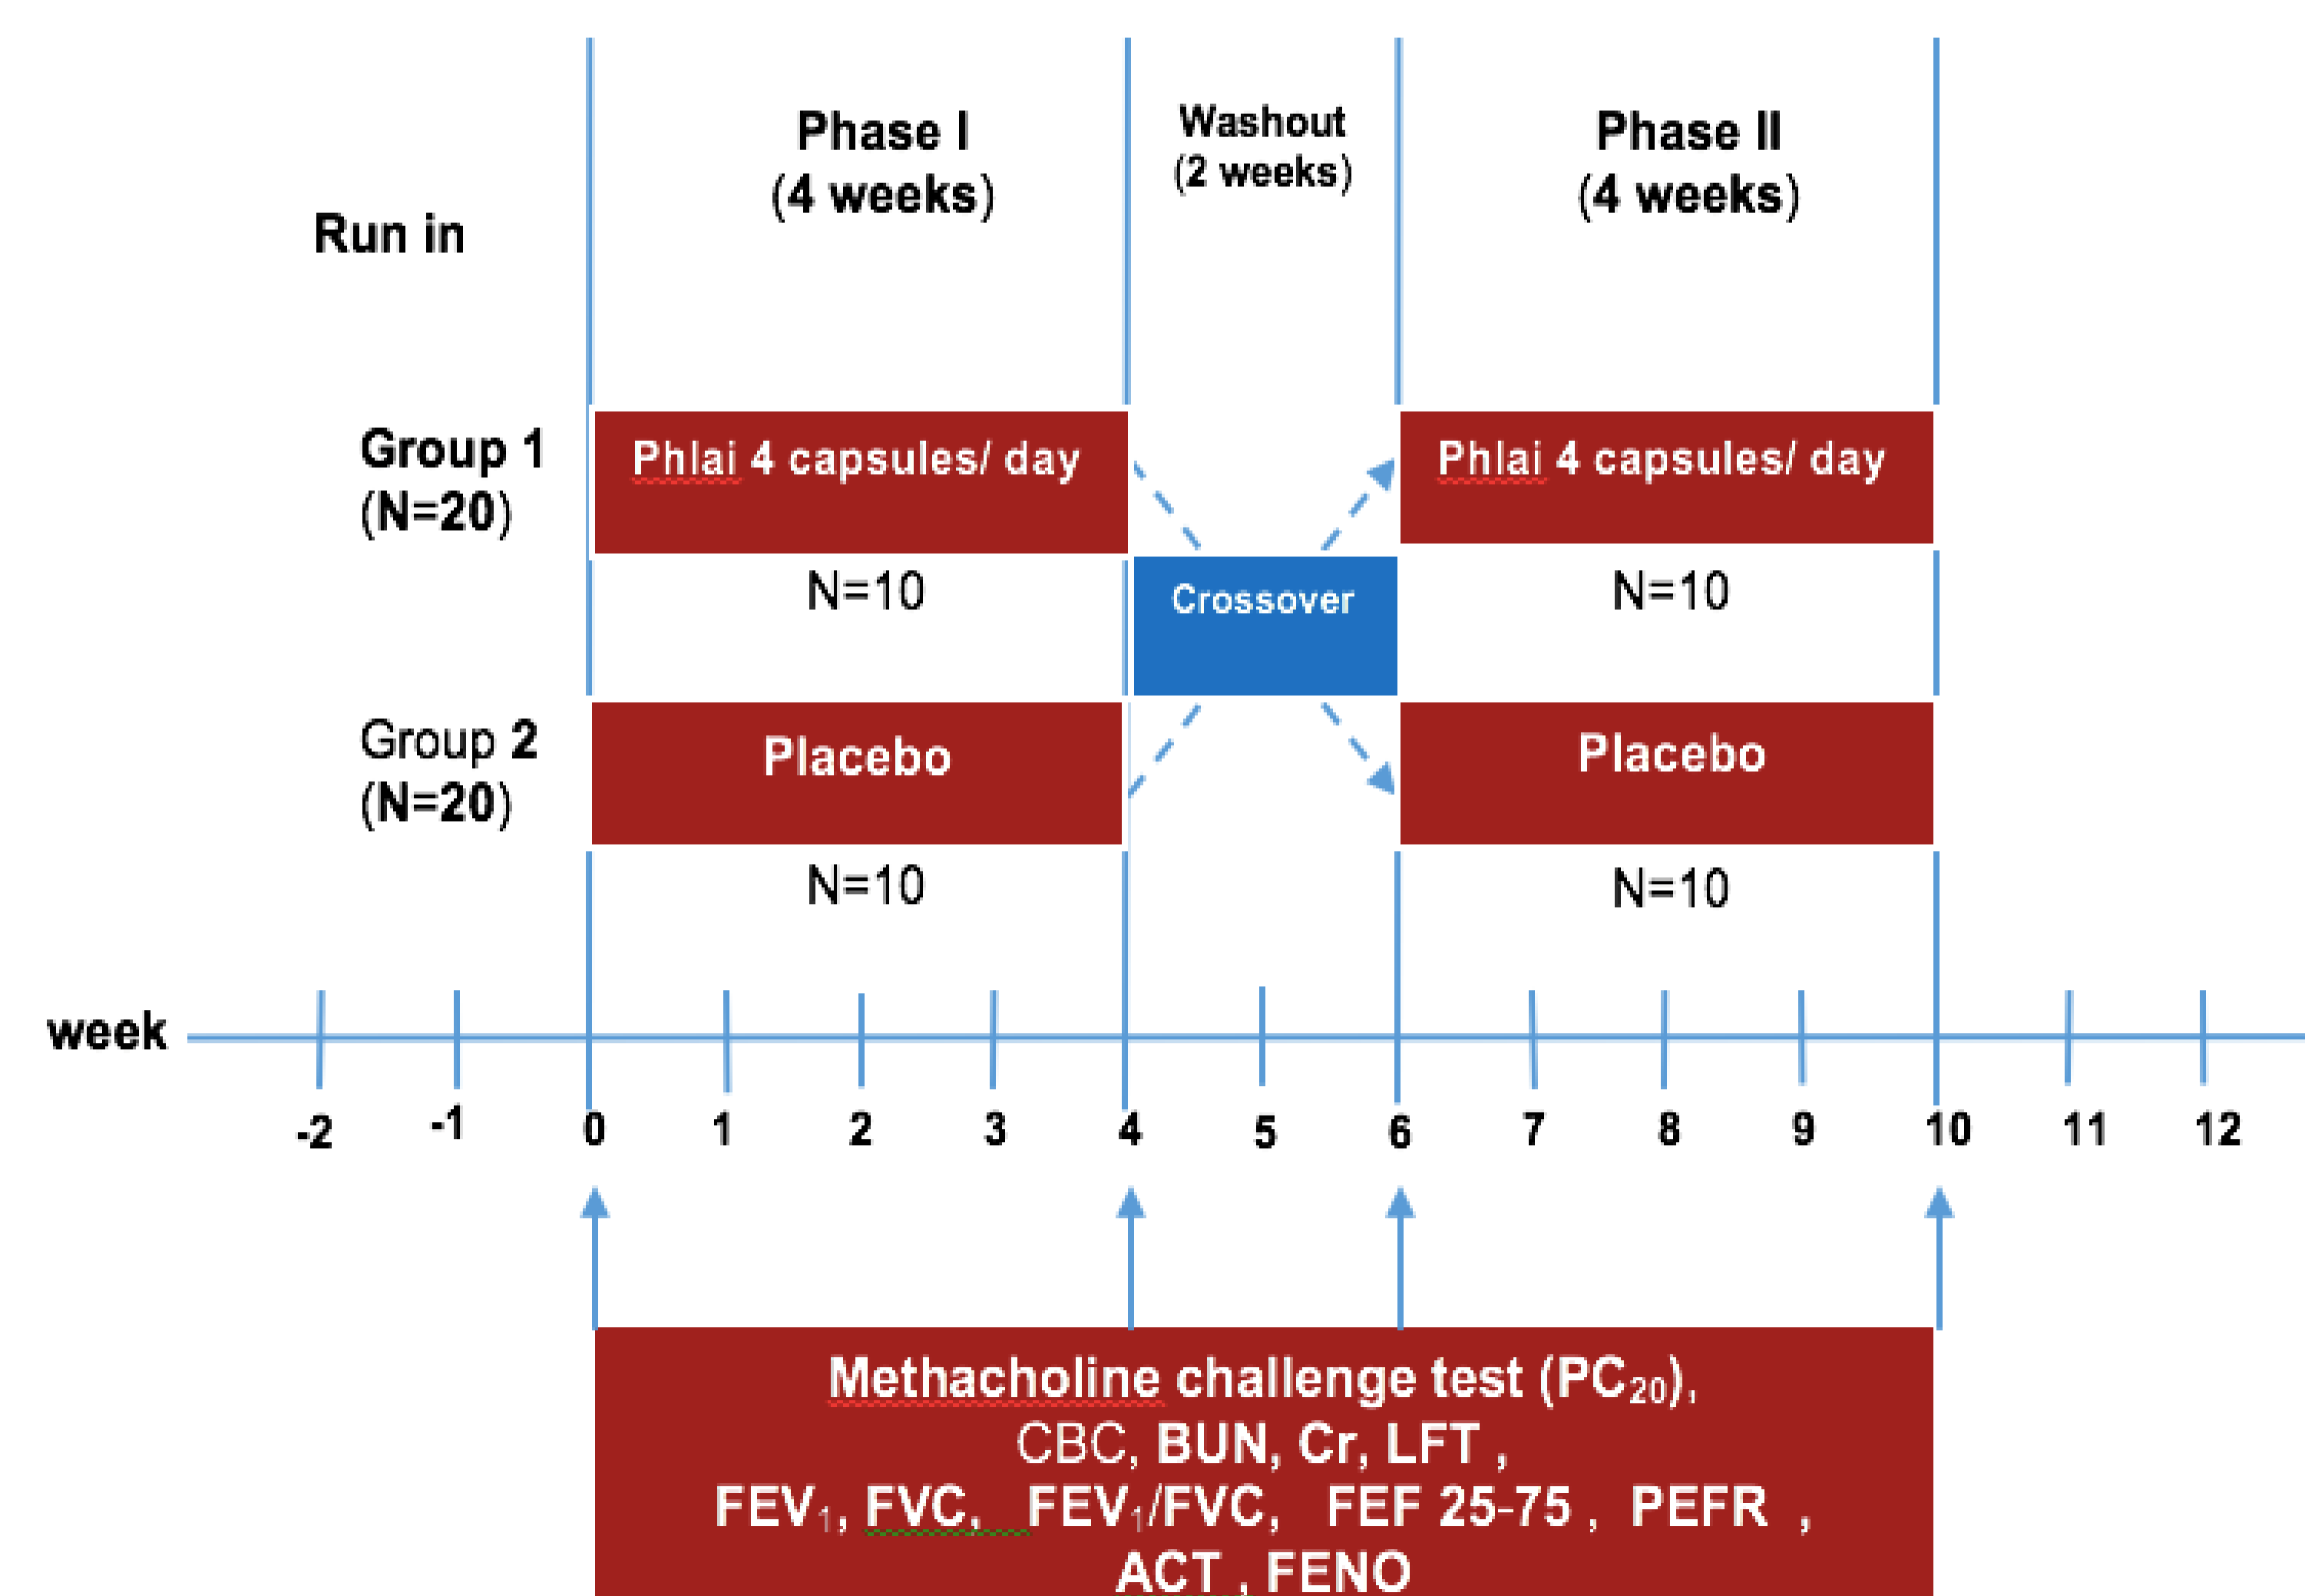 Run in
Phase I
(4 weeks)
Washout
(2 weeks)
Phase II
(4 weeks)
Group 1
(N=20)
Phlai 4 capsules/ day
Phlai 4 capsules/ day
N=10
Crossover
N=10
Group 2
(N=20)
Placebo
Placebo
N=10
N=10
week
-2 -1 0 1 2 3 4 5 6 7 8 9 10 11 12
Methacholine challenge test (PC20),
CBC, BUN, Cr, LFT ,
FEV1, FVC, FEV1/FVC, FEF 25-75 , PEFR ,
ACT , FENO